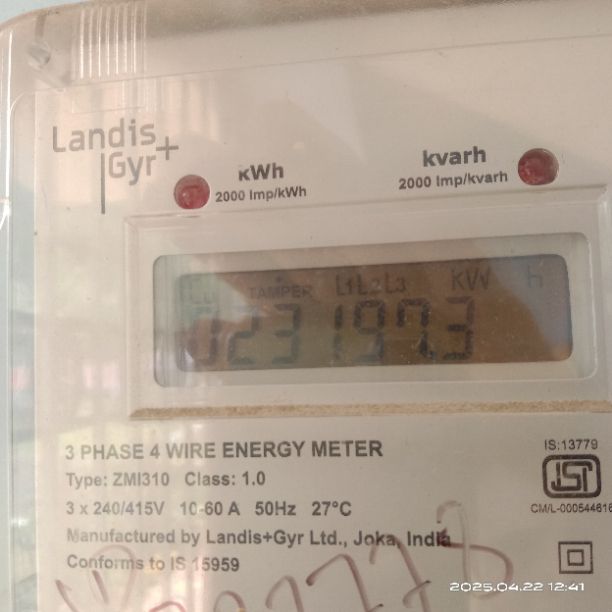 Landis
Gyr+
kWh
2000 Imp/kWh
kvarh
2000 Imp/kvarh
TAMPER L1L2L3 KW h
0231973
3 PHASE 4 WIRE ENERGY METER
Type: ZMI310 Class: 1.0
3 x 240/415V 10-60 A 50Hz 27°C
Manufactured by Landis+Gyr Ltd., Joka, India
Conforms to IS 15959
IS:13779
ISI
2025.04.22 12:41